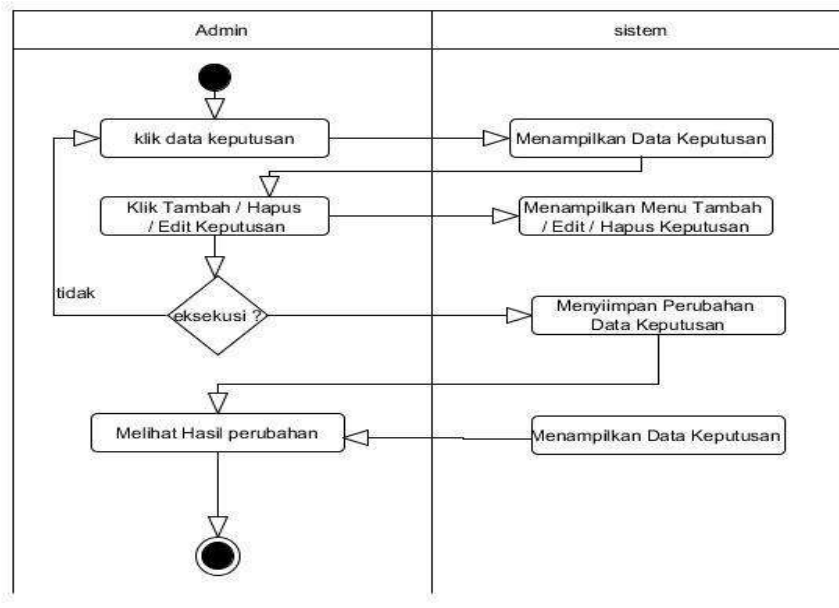 Admin
sistem
klik data keputusan
Menampilkan Data Keputusan
Klik Tambah / Hapus
/ Edit Keputusan
Menampilkan Menu Tambah
/ Edit / Hapus Keputusan
tidak
eksekusi ?
Menyiimpan Perubahan
Data Keputusan
Melihat Hasil perubahan
Menampilkan Data Keputusan